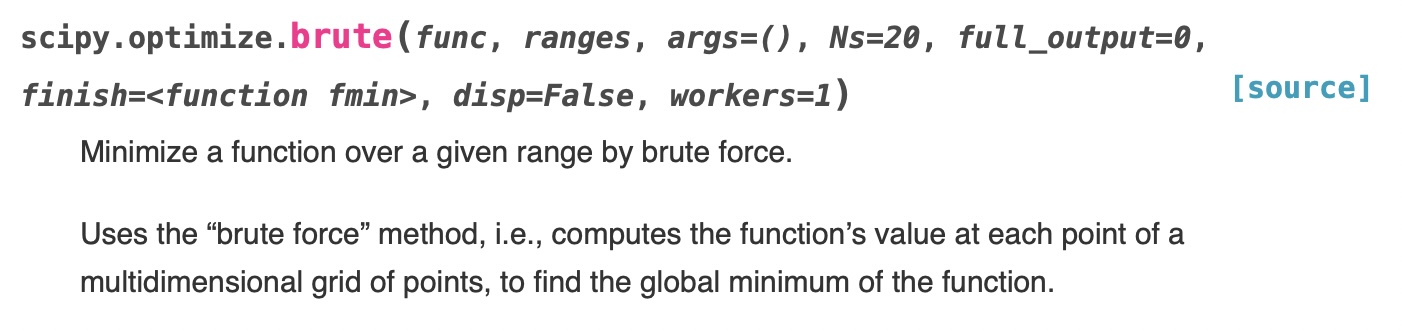 scipy.optimize.brute(func, ranges, args=(), Ns=20, full_output=0,
finish=<function fmin>, disp=False, workers=1) [source]
Minimize a function over a given range by brute force.
Uses the “brute force” method, i.e., computes the function’s value at each point of a
multidimensional grid of points, to find the global minimum of the function.